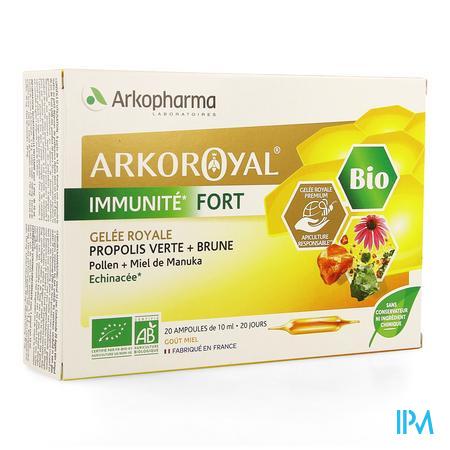 Arkopharma
LABORATOIRES
ARKOROYAL®
IMMUNITÉ* FORT
GELÉE ROYALE
PROPOLIS VERTE + BRUNE
Pollen + Miel de Manuka
Echinacée*
GELÉE ROYALE
PREMIUM
APICULTURE
RESPONSABLE
Bio
SANS
CONSERVATEUR
NI INGRÉDIENT
CHIMIQUE
20 AMPOULES de 10 ml • 20 JOURS
GOÛT MIEL
FABRIQUÉ EN FRANCE
CERTIFIÉ
AB
AGRICULTURE
BIOLOGIQUE
IPM